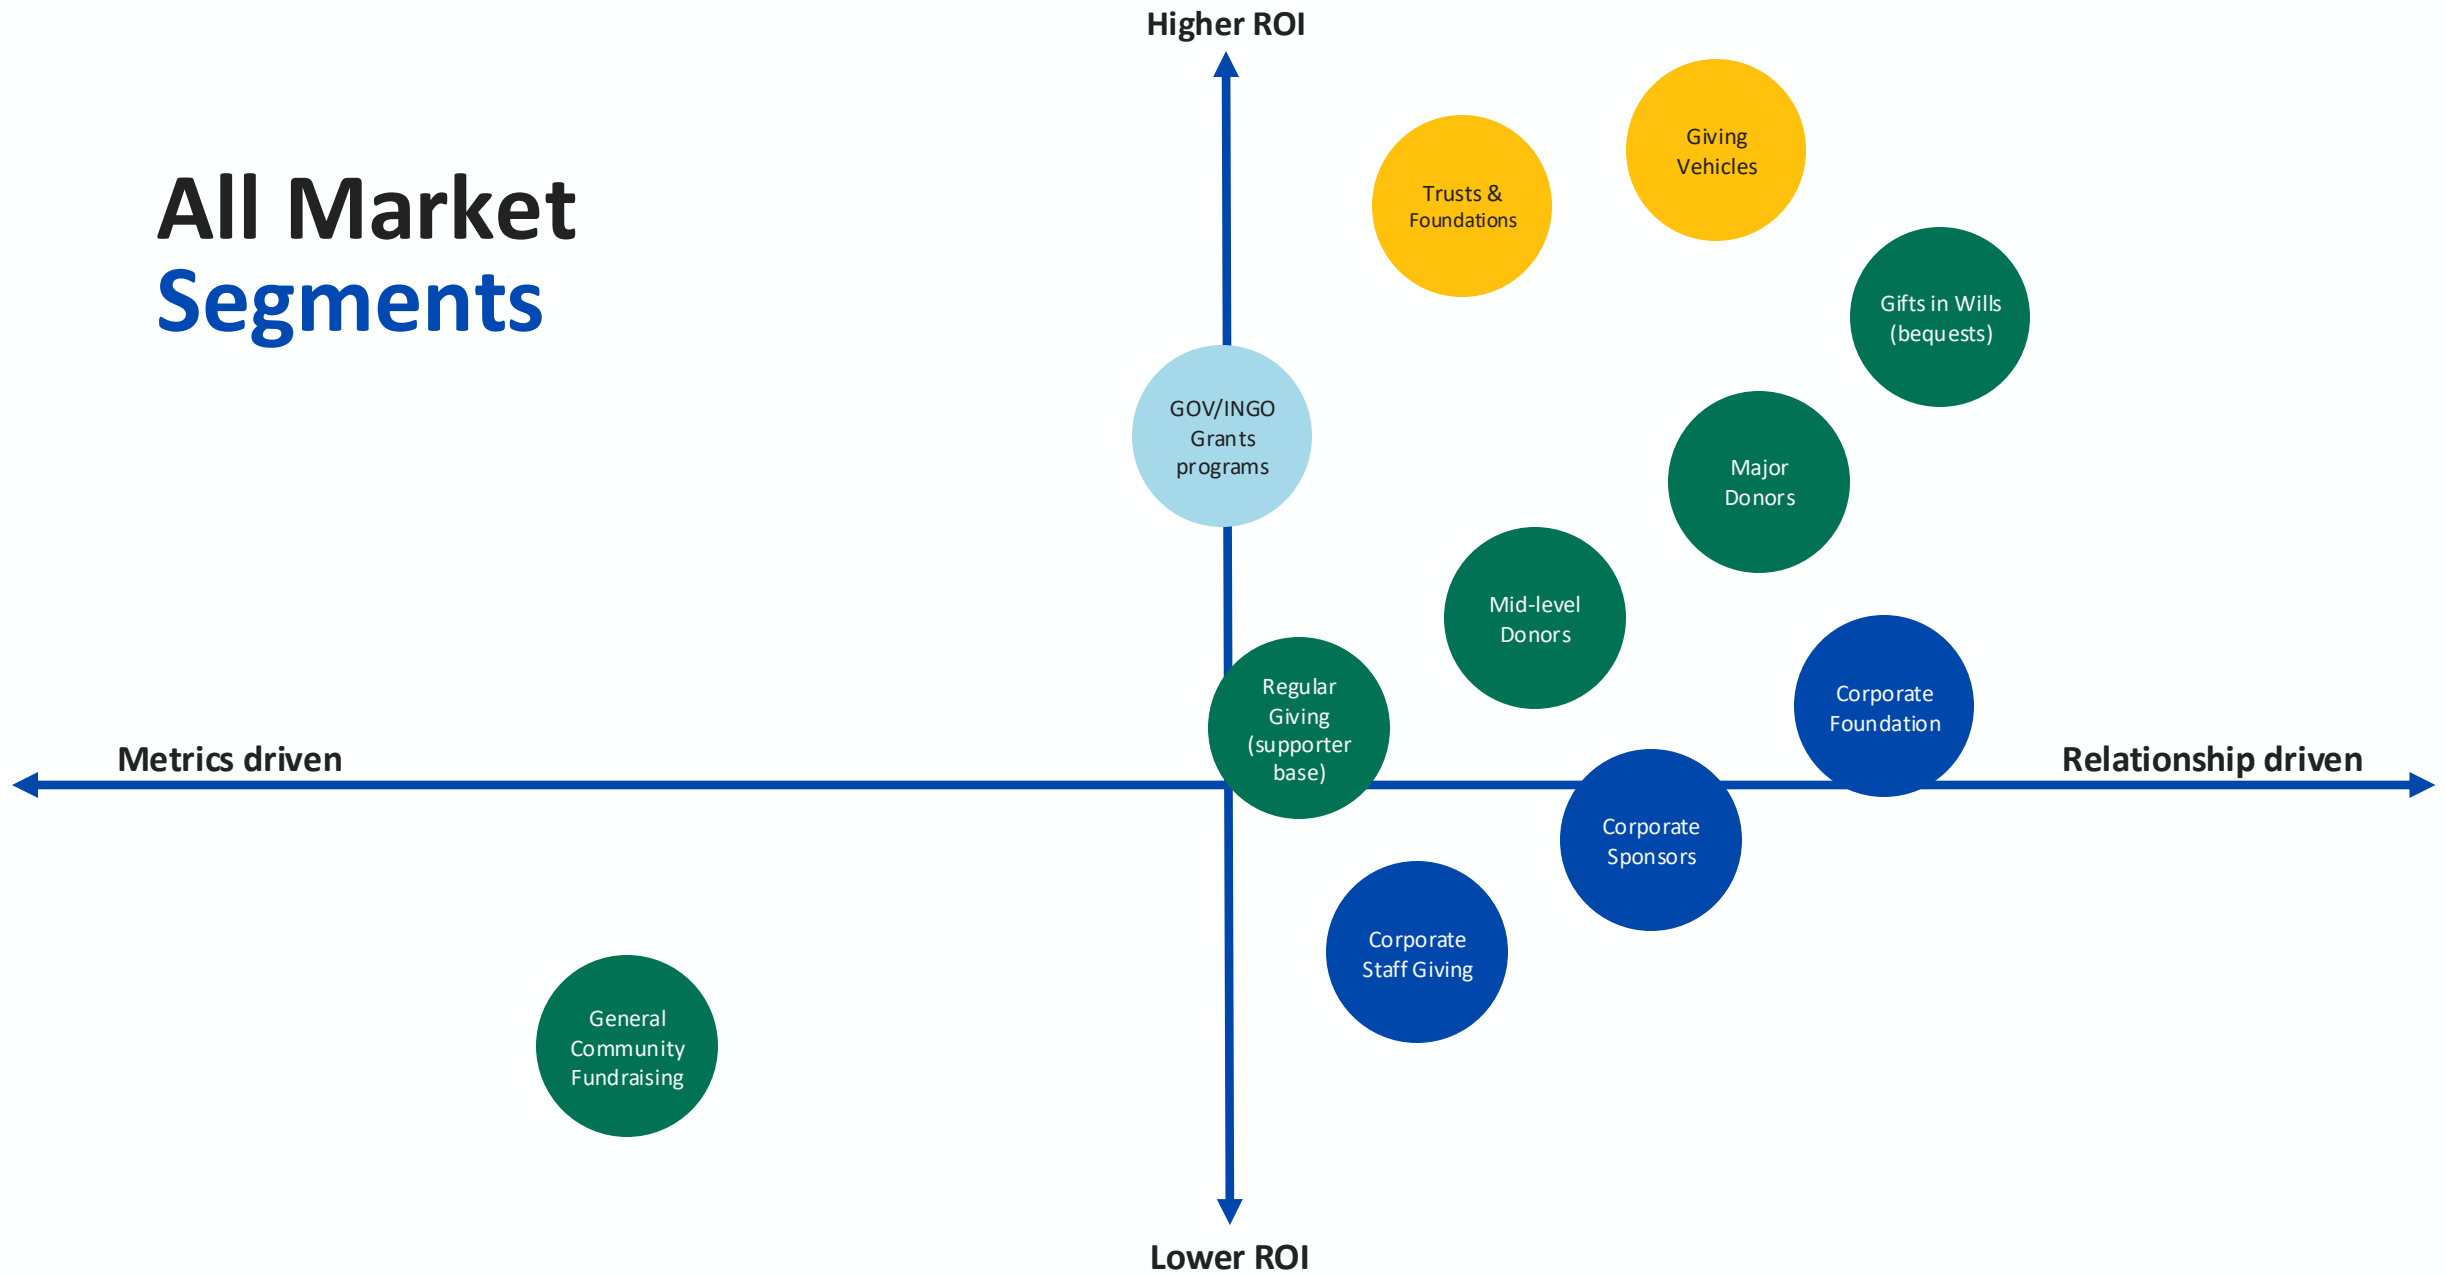 Higher ROI
All Market
Segments
Giving
Vehicles
Trusts &
Foundations
Gifts in Wills
(bequests)
GOV/INGO
Grants
programs
Major
Donors
Mid-level
Donors
Regular
Giving
(supporter
base)
Corporate
Foundation
Metrics driven
Relationship driven
Corporate
Sponsors
Corporate
Staff Giving
General
Community
Fundraising
Lower ROI